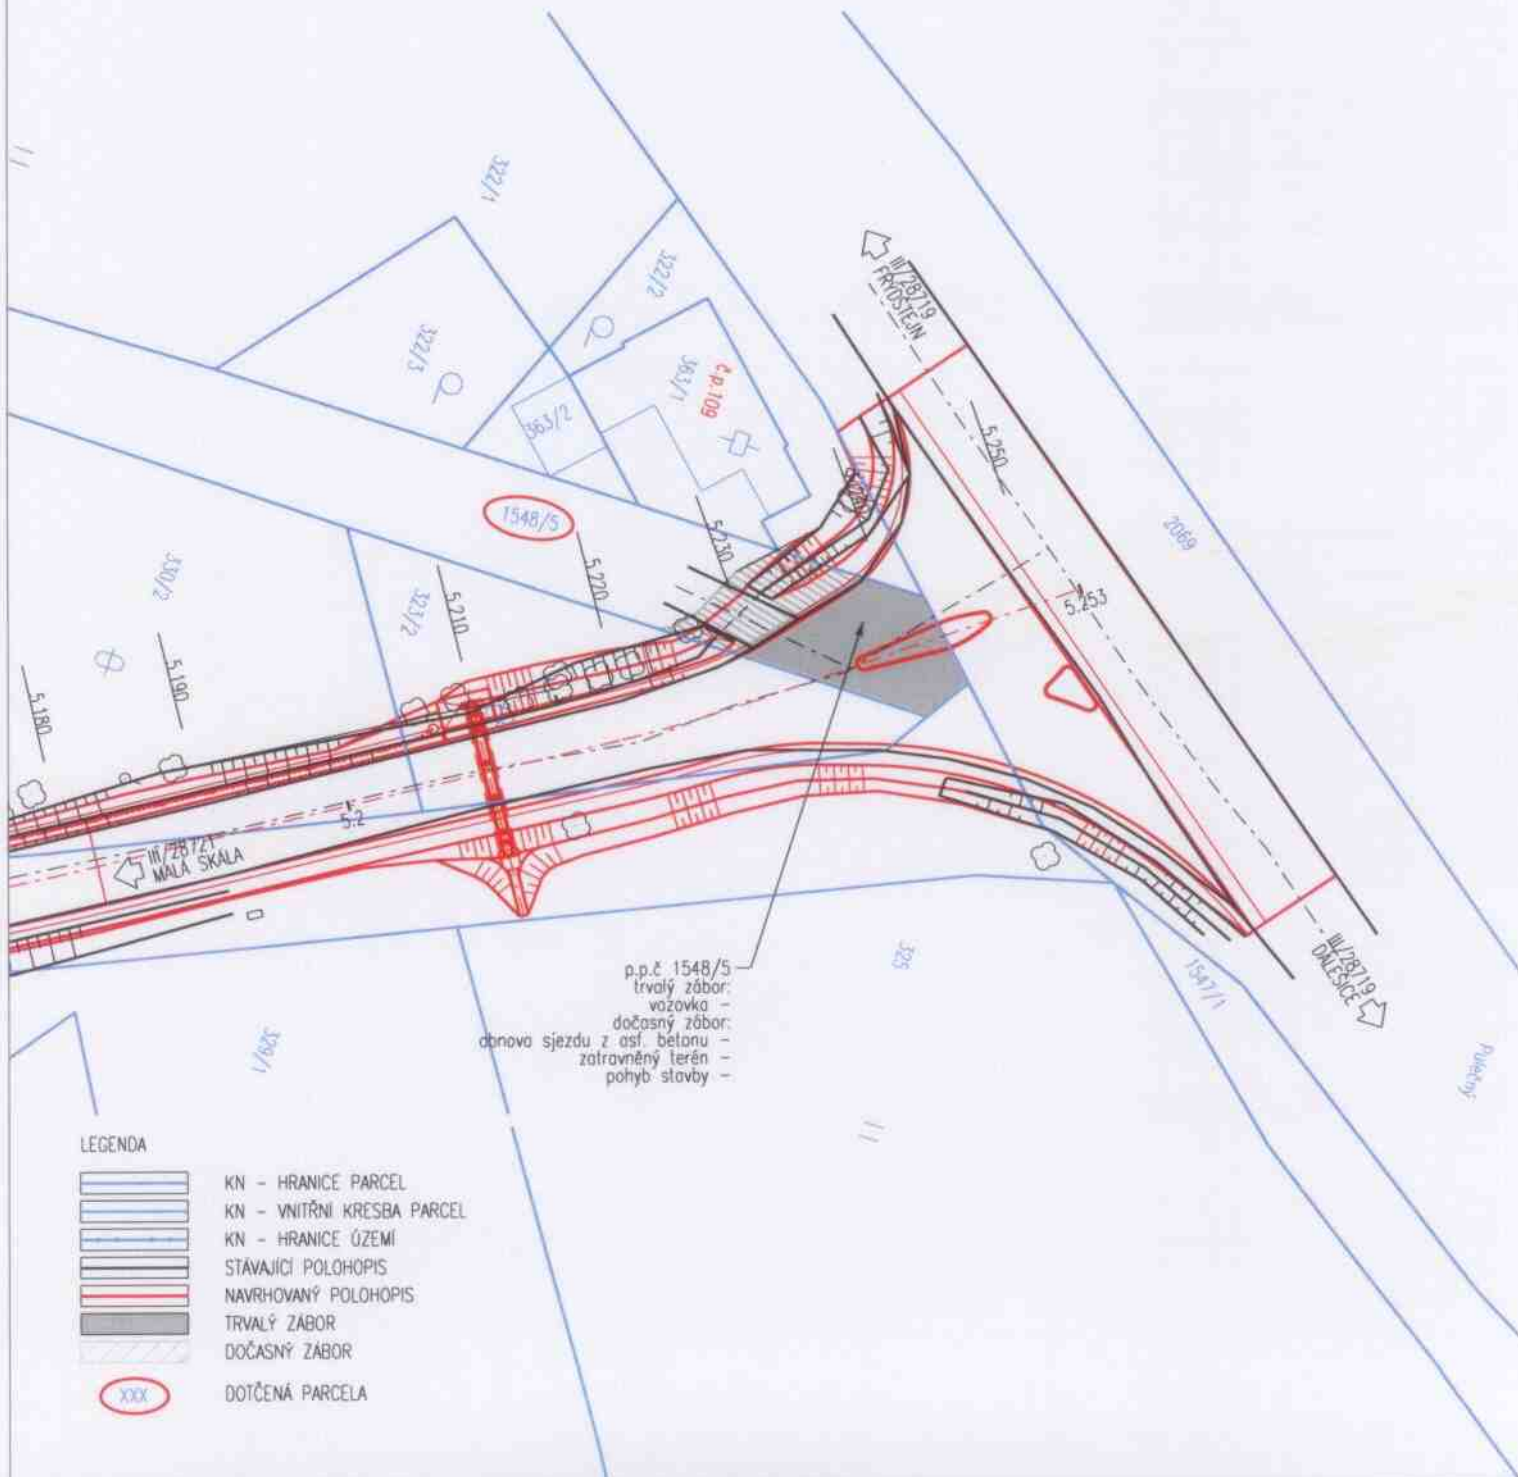 322/1
322/2
322/3
363/1
č.p.109
363/2
III/28719
FRÝDŠTEJN
5.250
1548/5
5.230
5.220
2069
330/2
323/2
5.210
5.253
5.190
5.180
5.2
III/28721
MALÁ SKÁLA
p.p.č 1548/5
trvalý zábor:
vozovka -
dočasný zábor:
obnova sjezdu z asf. betonu -
zatravněný terén -
pohyb stavby -
325
1547/1
III/28719
DALEŠICE
329/1
Pulečný
LEGENDA
KN - HRANICE PARCEL
KN - VNITŘNÍ KRESBA PARCEL
KN - HRANICE ÚZEMÍ
STÁVAJÍCÍ POLOHOPIS
NAVRHOVANÝ POLOHOPIS
TRVALÝ ZÁBOR
DOČASNÝ ZÁBOR
XXX DOTČENÁ PARCELA